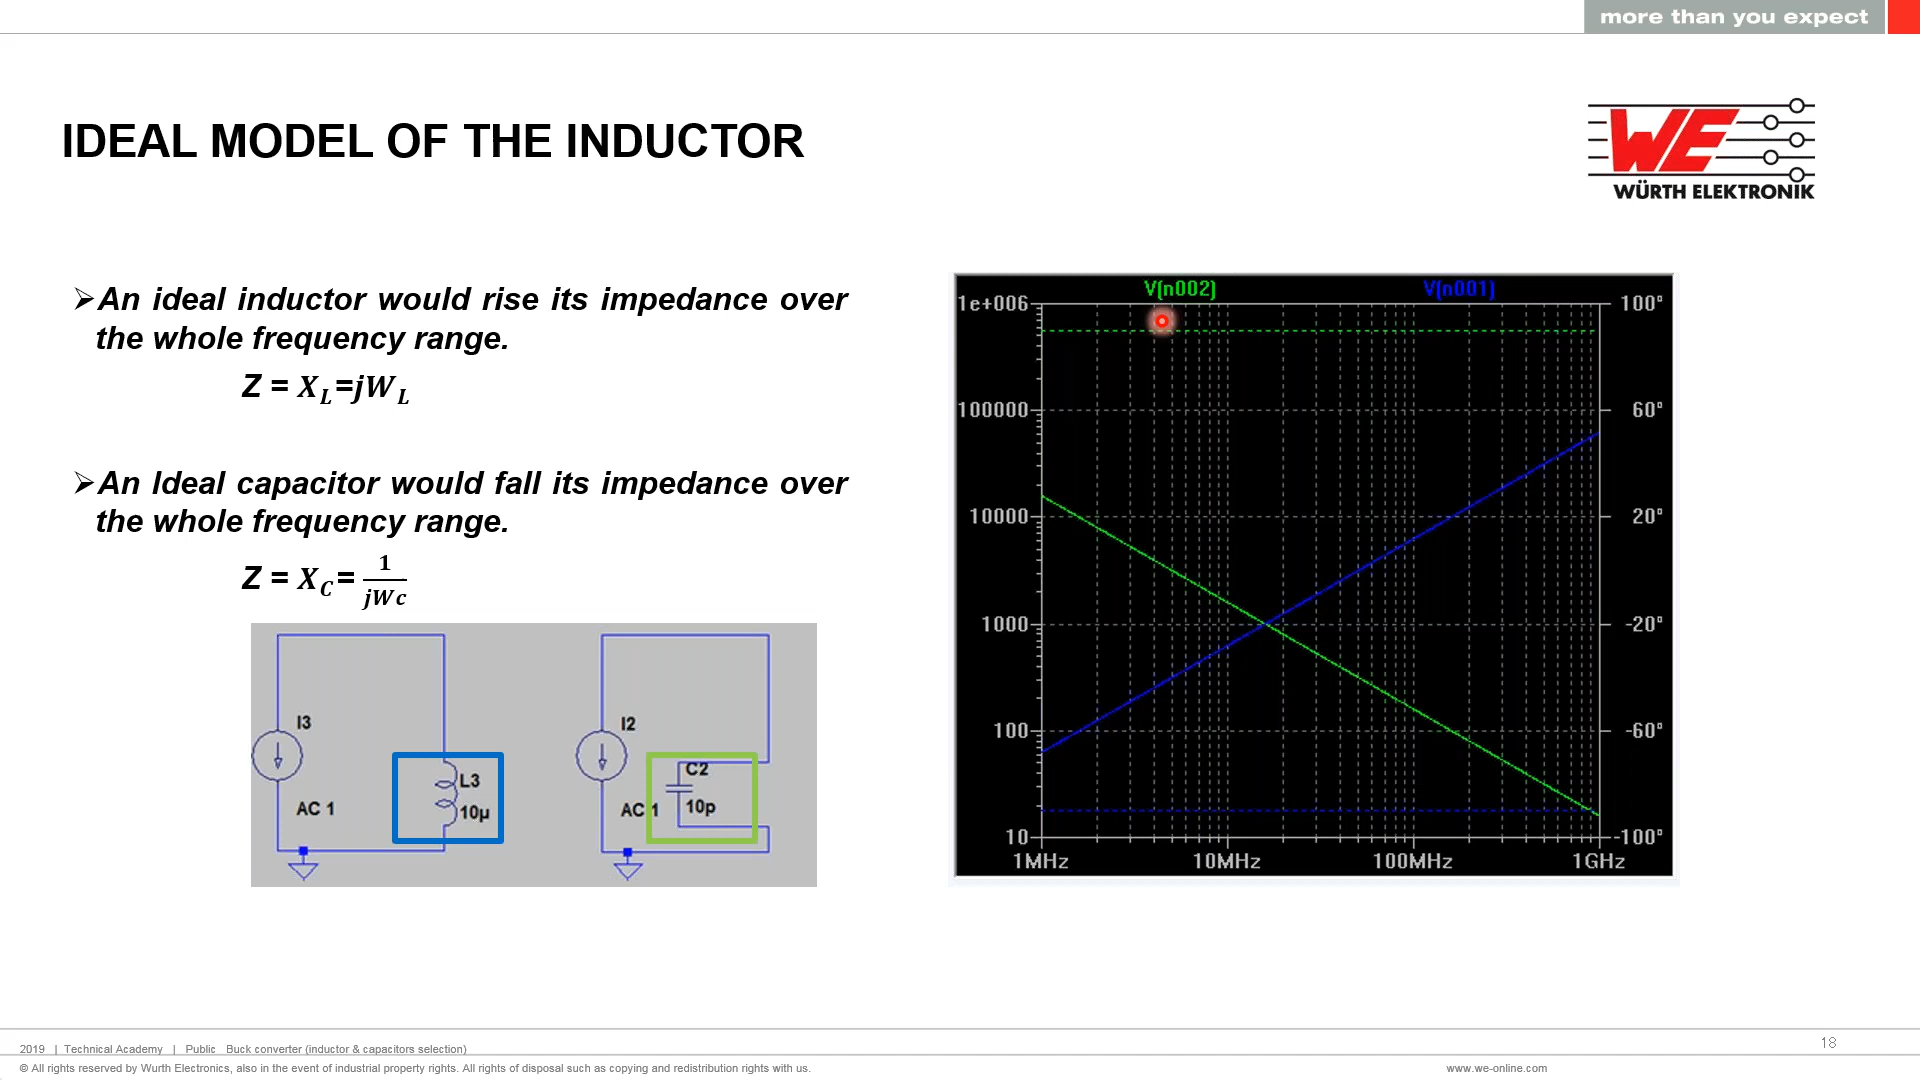 more than you expect
IDEAL MODEL OF THE INDUCTOR
WE
WÜRTH ELEKTRONIK
➢An ideal inductor would rise its impedance over
the whole frequency range.
Z = X_L=jW_L
➢An Ideal capacitor would fall its impedance over
the whole frequency range.
Z = X_C= 1/jWc
I3
AC 1
L3
10µ
I2
AC 1
C2
10p
V(n002) V(n001)
1e+006 100°
100000 60°
10000 20°
1000 -20°
100 -60°
10 -100°
1MHz 10MHz 100MHz 1GHz
2019 | Technical Academy | Public Buck converter (inductor & capacitors selection)
18
© All rights reserved by Wurth Electronics, also in the event of industrial property rights. All rights of disposal such as copying and redistribution rights with us.
www.we-online.com